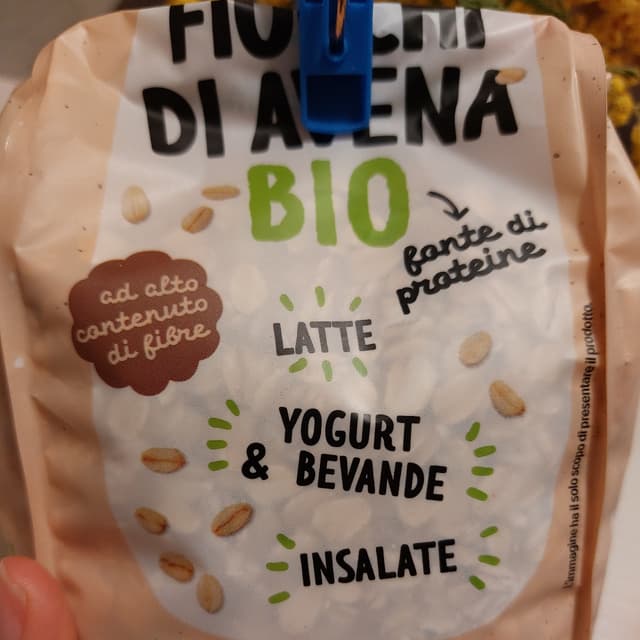 DI AVENA
BIO
fonte di
proteine
ad alto
contenuto
di fibre
LATTE
YOGURT
& BEVANDE
INSALATE
L'immagine ha il solo scopo di presentare il prodotto.